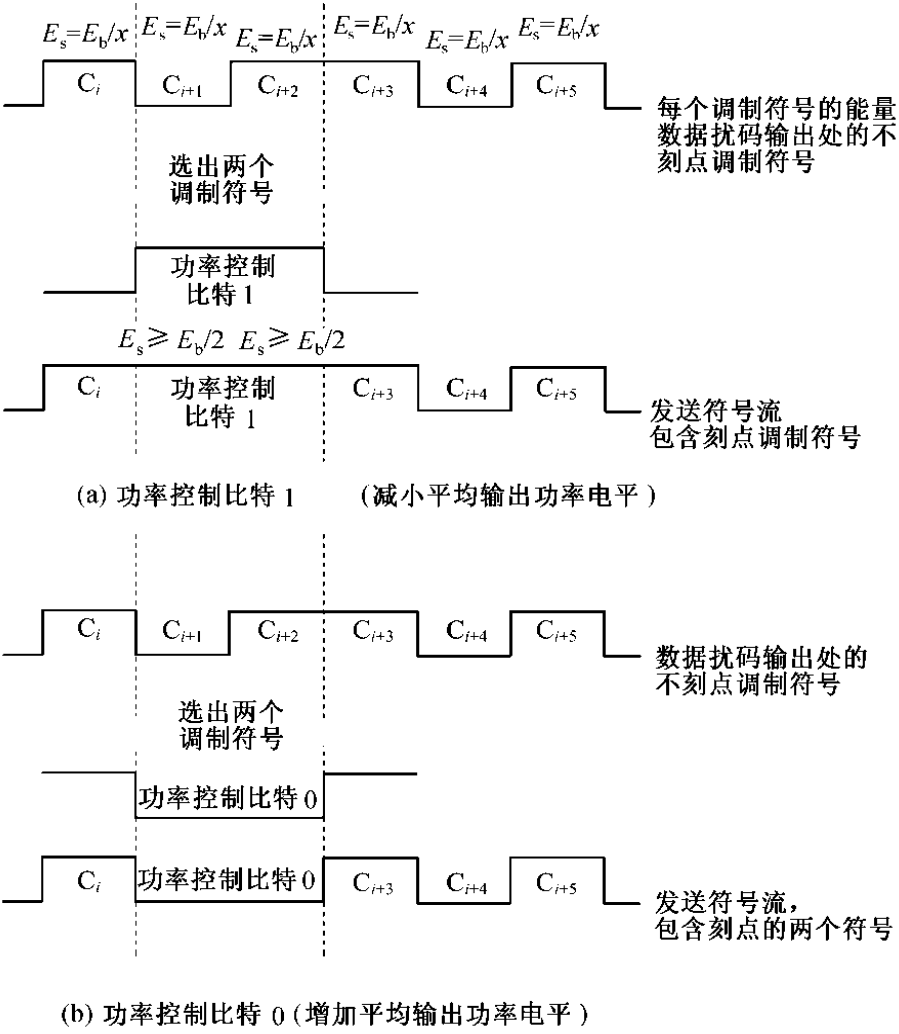 Es=Eb/x Es=Eb/x Es=Eb/x Es=Eb/x Es=Eb/x Es=Eb/x
Ci Ci+1 Ci+2 Ci+3 Ci+4 Ci+5
每个调制符号的能量
数据扰码输出处的不
刻点调制符号
选出两个
调制符号
功率控制
比特1
Es≥Eb/2 Es≥Eb/2
Ci 功率控制 Ci+3 Ci+4 Ci+5
比特1
发送符号流
包含刻点调制符号
(a) 功率控制比特1 (减小平均输出功率电平)
Ci Ci+1 Ci+2 Ci+3 Ci+4 Ci+5
数据扰码输出处的
不刻点调制符号
选出两个
调制符号
功率控制比特0
Ci 功率控制比特0 Ci+3 Ci+4 Ci+5
发送符号流，
包含刻点的两个符号
(b) 功率控制比特0(增加平均输出功率电平)